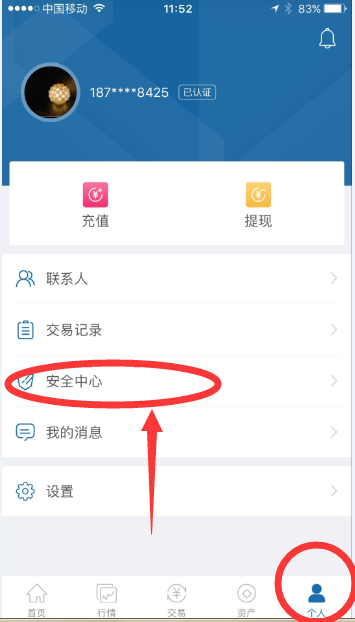 中国移动 11:52 83%
187****8425 已认证
充值 提现
联系人
交易记录
安全中心
我的消息
设置
首页 行情 交易 资产 个人